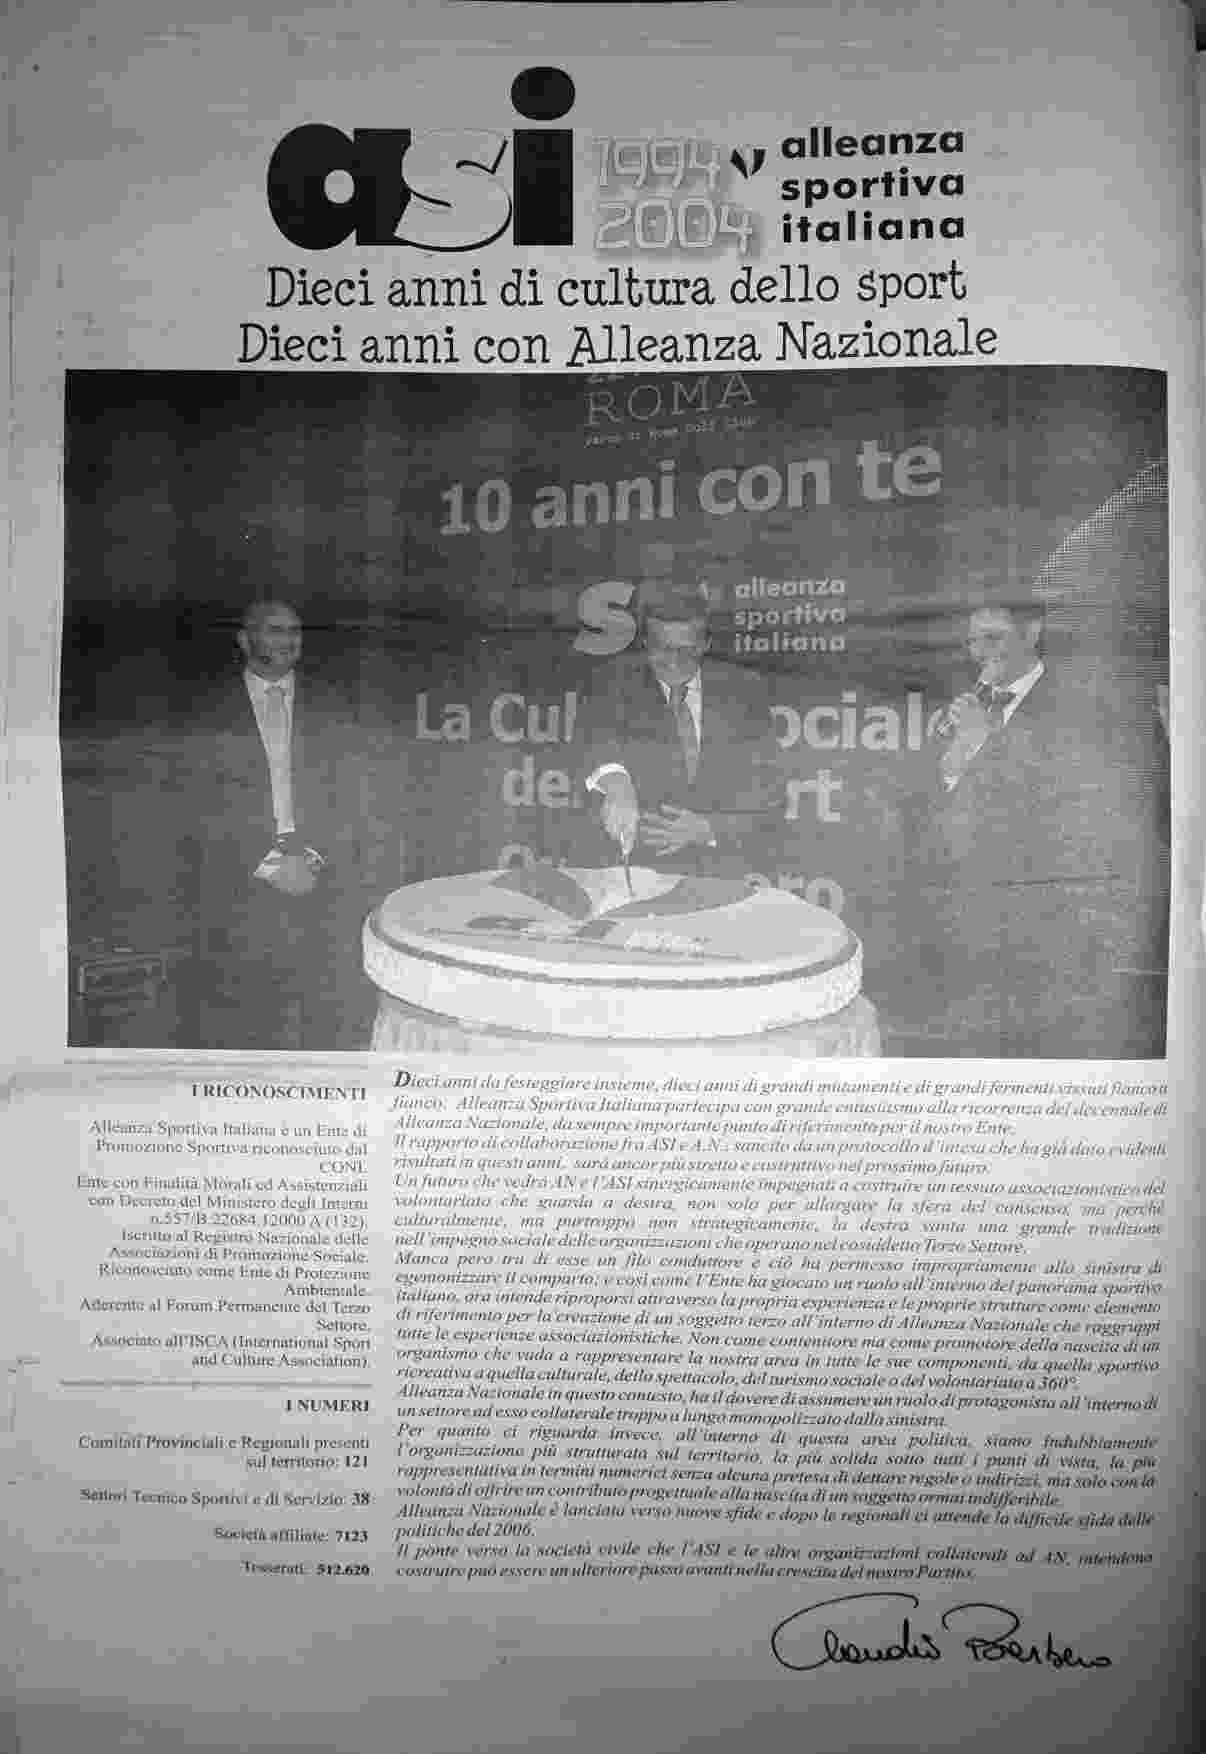 asi 1994 2004 alleanza
sportiva
italiana
Dieci anni di cultura dello sport
Dieci anni con Alleanza Nazionale
ROMA
10 anni con te
alleanza
sportiva
italiana
La Cul ociale
de rt
I RICONOSCIMENTI
Alleanza Sportiva Italiana è un Ente di
Promozione Sportiva riconosciuto dal
CONI.
Ente con Finalità Morali ed Assistenziali
con Decreto del Ministero degli Interni
n.557/B.22684.12000 A (132).
Iscritto al Registro Nazionale delle
Associazioni di Promozione Sociale.
Riconosciuto come Ente di Protezione
Ambientale.
Aderente al Forum Permanente del Terzo
Settore.
Associato all'ISCA (International Sport
and Culture Association).
I NUMERI
Comitati Provinciali e Regionali presenti
sul territorio: 121
Settori Tecnico Sportivi e di Servizio: 38
Società affiliate: 7123
Tesserati: 512.620
Dieci anni da festeggiare insieme, dieci anni di grandi mutamenti e di grandi fermenti vissuti fianco a
fianco. Alleanza Sportiva Italiana partecipa con grande entusiasmo alla ricorrenza del decennale di
Alleanza Nazionale, da sempre importante punto di riferimento per il nostro Ente.
Il rapporto di collaborazione fra ASI e A.N., sancito da un protocollo d'intesa che ha già dato evidenti
risultati in questi anni, sarà ancor più stretto e costruttivo nel prossimo futuro.
Un futuro che vedrà AN e l'ASI sinergicamente impegnati a costruire un tessuto associazionistico del
volontariato che guarda a destra, non solo per allargare la sfera del consenso, ma perché
culturalmente, ma purtroppo non strategicamente, la destra vanta una grande tradizione
nell'impegno sociale delle organizzazioni che operano nel cosiddetto Terzo Settore.
Manca però tra di esse un filo conduttore e ciò ha permesso impropriamente alla sinistra di
egemonizzare il comparto; e così come l'Ente ha giocato un ruolo all'interno del panorama sportivo
italiano, ora intende riproporsi attraverso la propria esperienza e le proprie strutture come elemento
di riferimento per la creazione di un soggetto terzo all'interno di Alleanza Nazionale che raggruppi
tutte le esperienze associazionistiche. Non come contenitore ma come promotore della nascita di un
organismo che vada a rappresentare la nostra area in tutte le sue componenti, da quella sportivo
ricreativa a quella culturale, dello spettacolo, del turismo sociale o del volontariato a 360°.
Alleanza Nazionale in questo contesto, ha il dovere di assumere un ruolo di protagonista all'interno di
un settore ad esso collaterale troppo a lungo monopolizzato dalla sinistra.
Per quanto ci riguarda invece, all'interno di questa area politica, siamo indubbiamente
l'organizzazione più strutturata sul territorio, la più solida sotto tutti i punti di vista, la più
rappresentativa in termini numerici senza alcuna pretesa di dettare regole o indirizzi, ma solo con la
volontà di offrire un contributo progettuale alla nascita di un soggetto ormai indifferibile.
Alleanza Nazionale è lanciata verso nuove sfide e dopo le regionali ci attende la difficile sfida delle
politiche del 2006.
Il ponte verso la società civile che l'ASI e le altre organizzazioni collaterali ad AN, intendono
costruire può essere un ulteriore passo avanti nella crescita del nostro Partito.
Claudio Barbaro